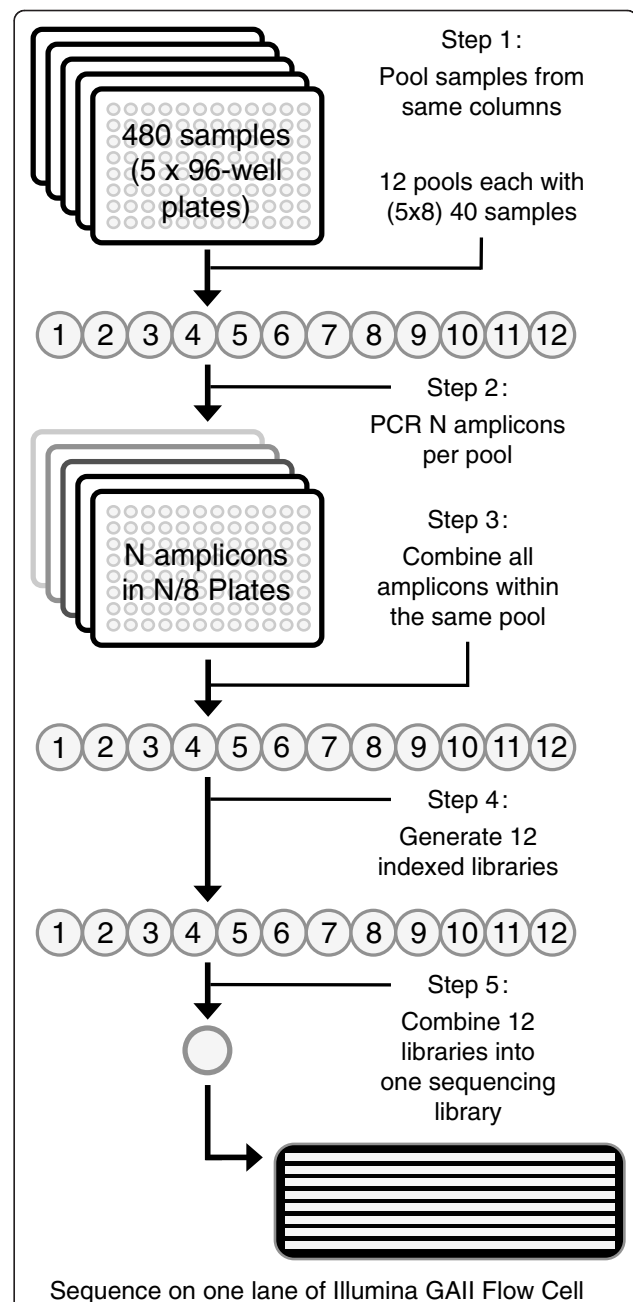 Step 1:
Pool samples from
same columns
480 samples
(5 x 96-well
plates)
12 pools each with
(5x8) 40 samples
1 2 3 4 5 6 7 8 9 10 11 12
Step 2:
PCR N amplicons
per pool
N amplicons
in N/8 Plates
Step 3:
Combine all
amplicons within
the same pool
1 2 3 4 5 6 7 8 9 10 11 12
Step 4:
Generate 12
indexed libraries
1 2 3 4 5 6 7 8 9 10 11 12
Step 5:
Combine 12
libraries into
one sequencing
library
Sequence on one lane of Illumina GAII Flow Cell